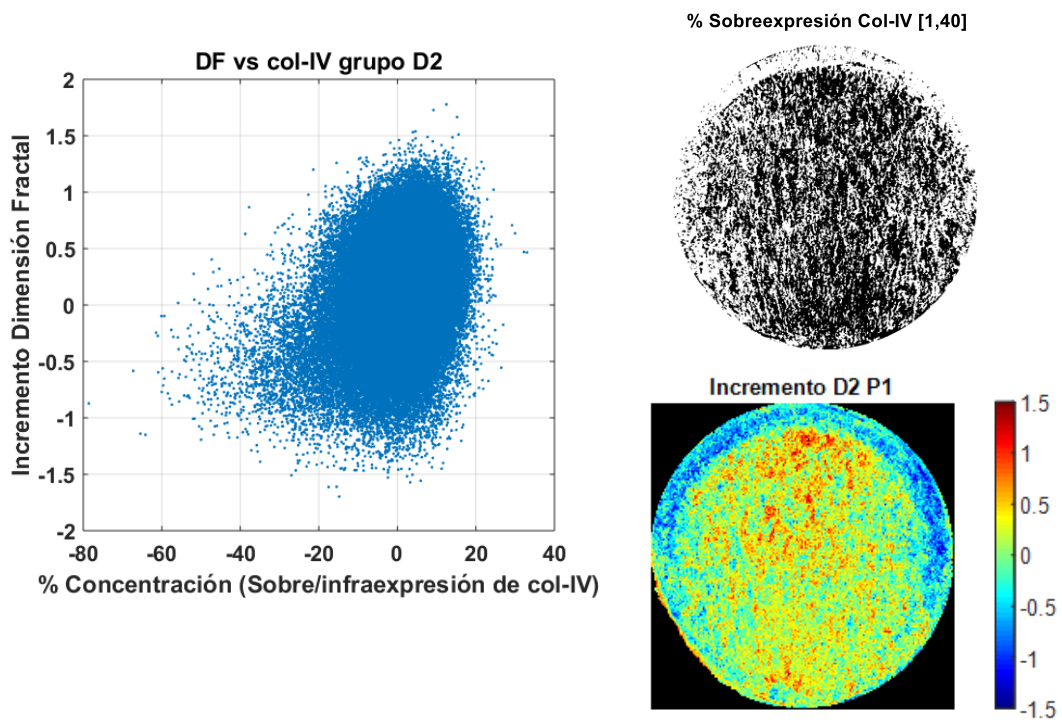 DF vs col-IV grupo D2
2
1.5
1
0.5
0
-0.5
-1
-1.5
-2
-80 -60 -40 -20 0 20 40
Incremento Dimensión Fractal
% Concentración (Sobre/infraexpresión de col-IV)
% Sobreexpresión Col-IV [1,40]
Incremento D2 P1
1.5
1
0.5
0
-0.5
-1
-1.5